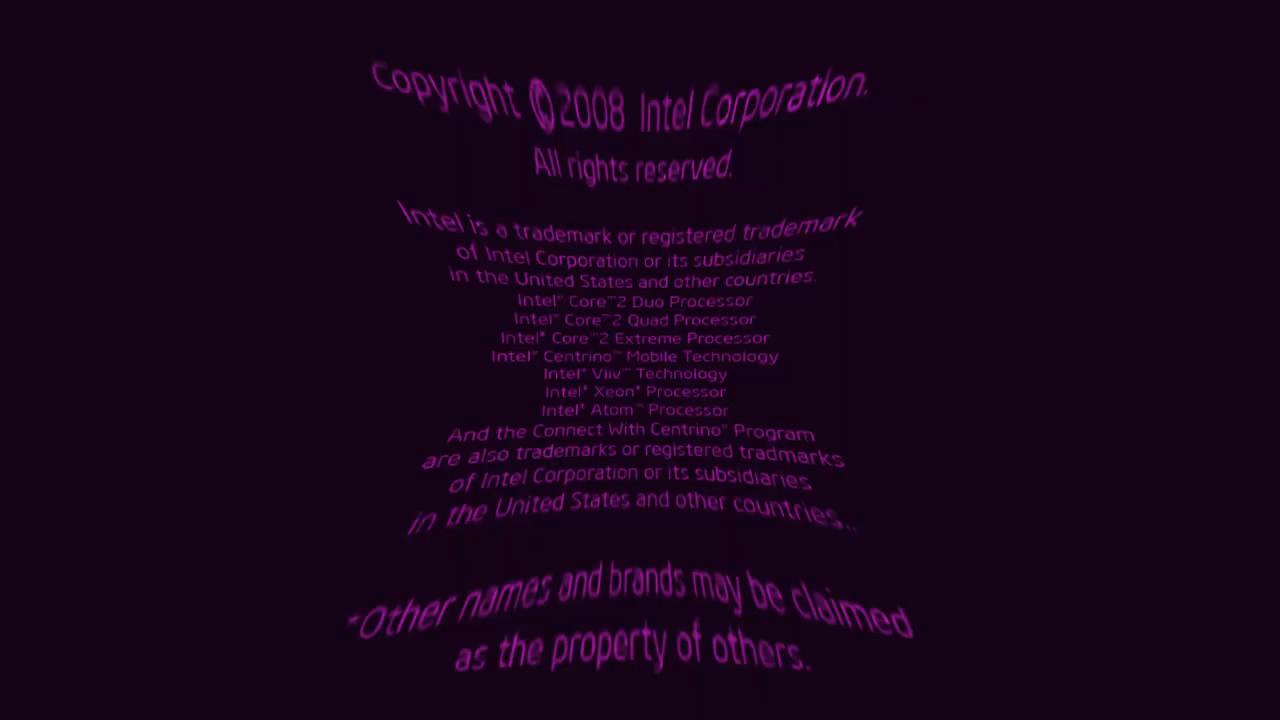 Copyright ©2008 Intel Corporation.
All rights reserved.
Intel is a trademark or registered trademark
of Intel Corporation or its subsidiaries
in the United States and other countries.
Intel® Core™2 Duo Processor
Intel® Core™2 Quad Processor
Intel® Core™2 Extreme Processor
Intel® Centrino™ Mobile Technology
Intel® Viiv™ Technology
Intel® Xeon® Processor
Intel® Atom™ Processor
And the Connect With Centrino® Program
are also trademarks or registered tradmarks
of Intel Corporation or its subsidiaries
in the United States and other countries..
*Other names and brands may be claimed
as the property of others.